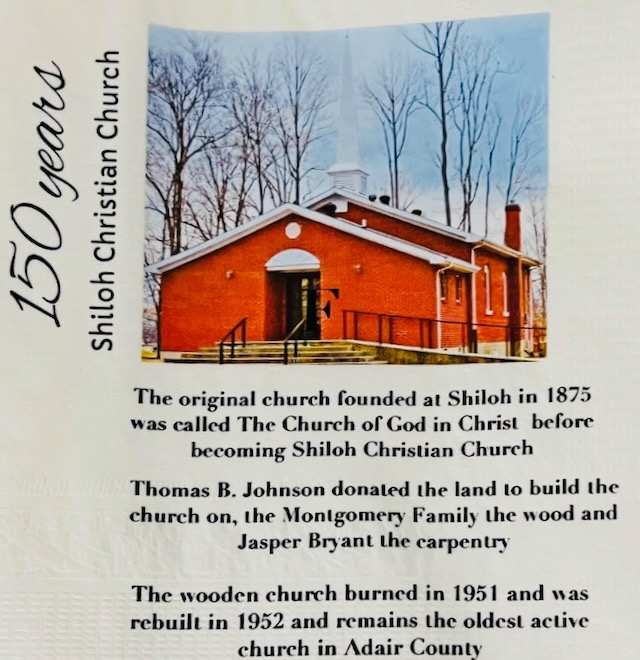 150 years
Shiloh Christian Church
F
The original church founded at Shiloh in 1875
was called The Church of God in Christ before
becoming Shiloh Christian Church
Thomas B. Johnson donated the land to build the
church on, the Montgomery Family the wood and
Jasper Bryant the carpentry
The wooden church burned in 1951 and was
rebuilt in 1952 and remains the oldest active
church in Adair County